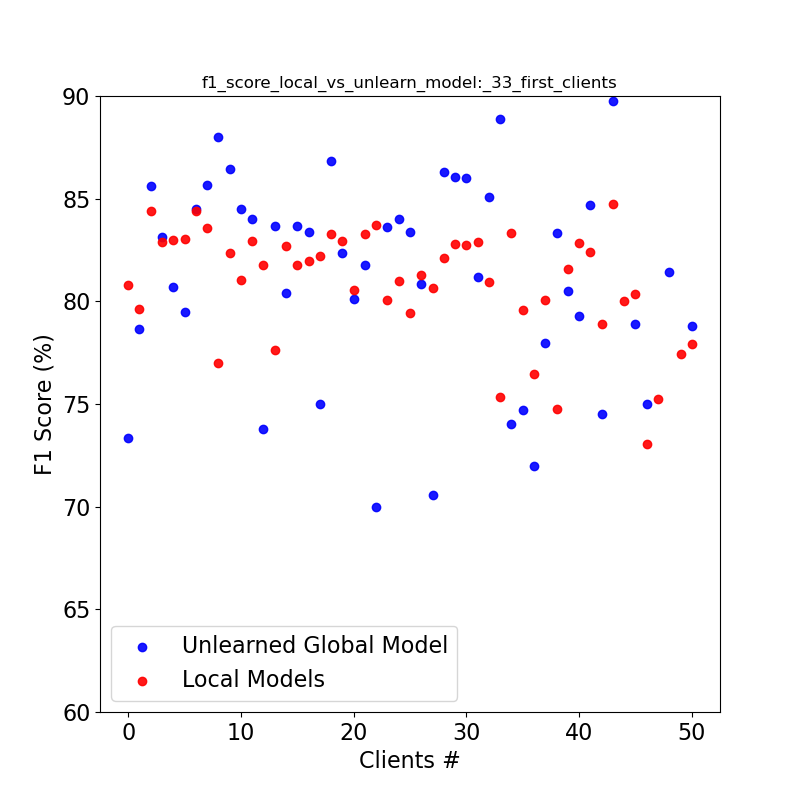 f1_score_local_vs_unlearn_model:_33_first_clients
90
85
80
75
70
65
60
F1 Score (%)
Unlearned Global Model
Local Models
0 10 20 30 40 50
Clients #